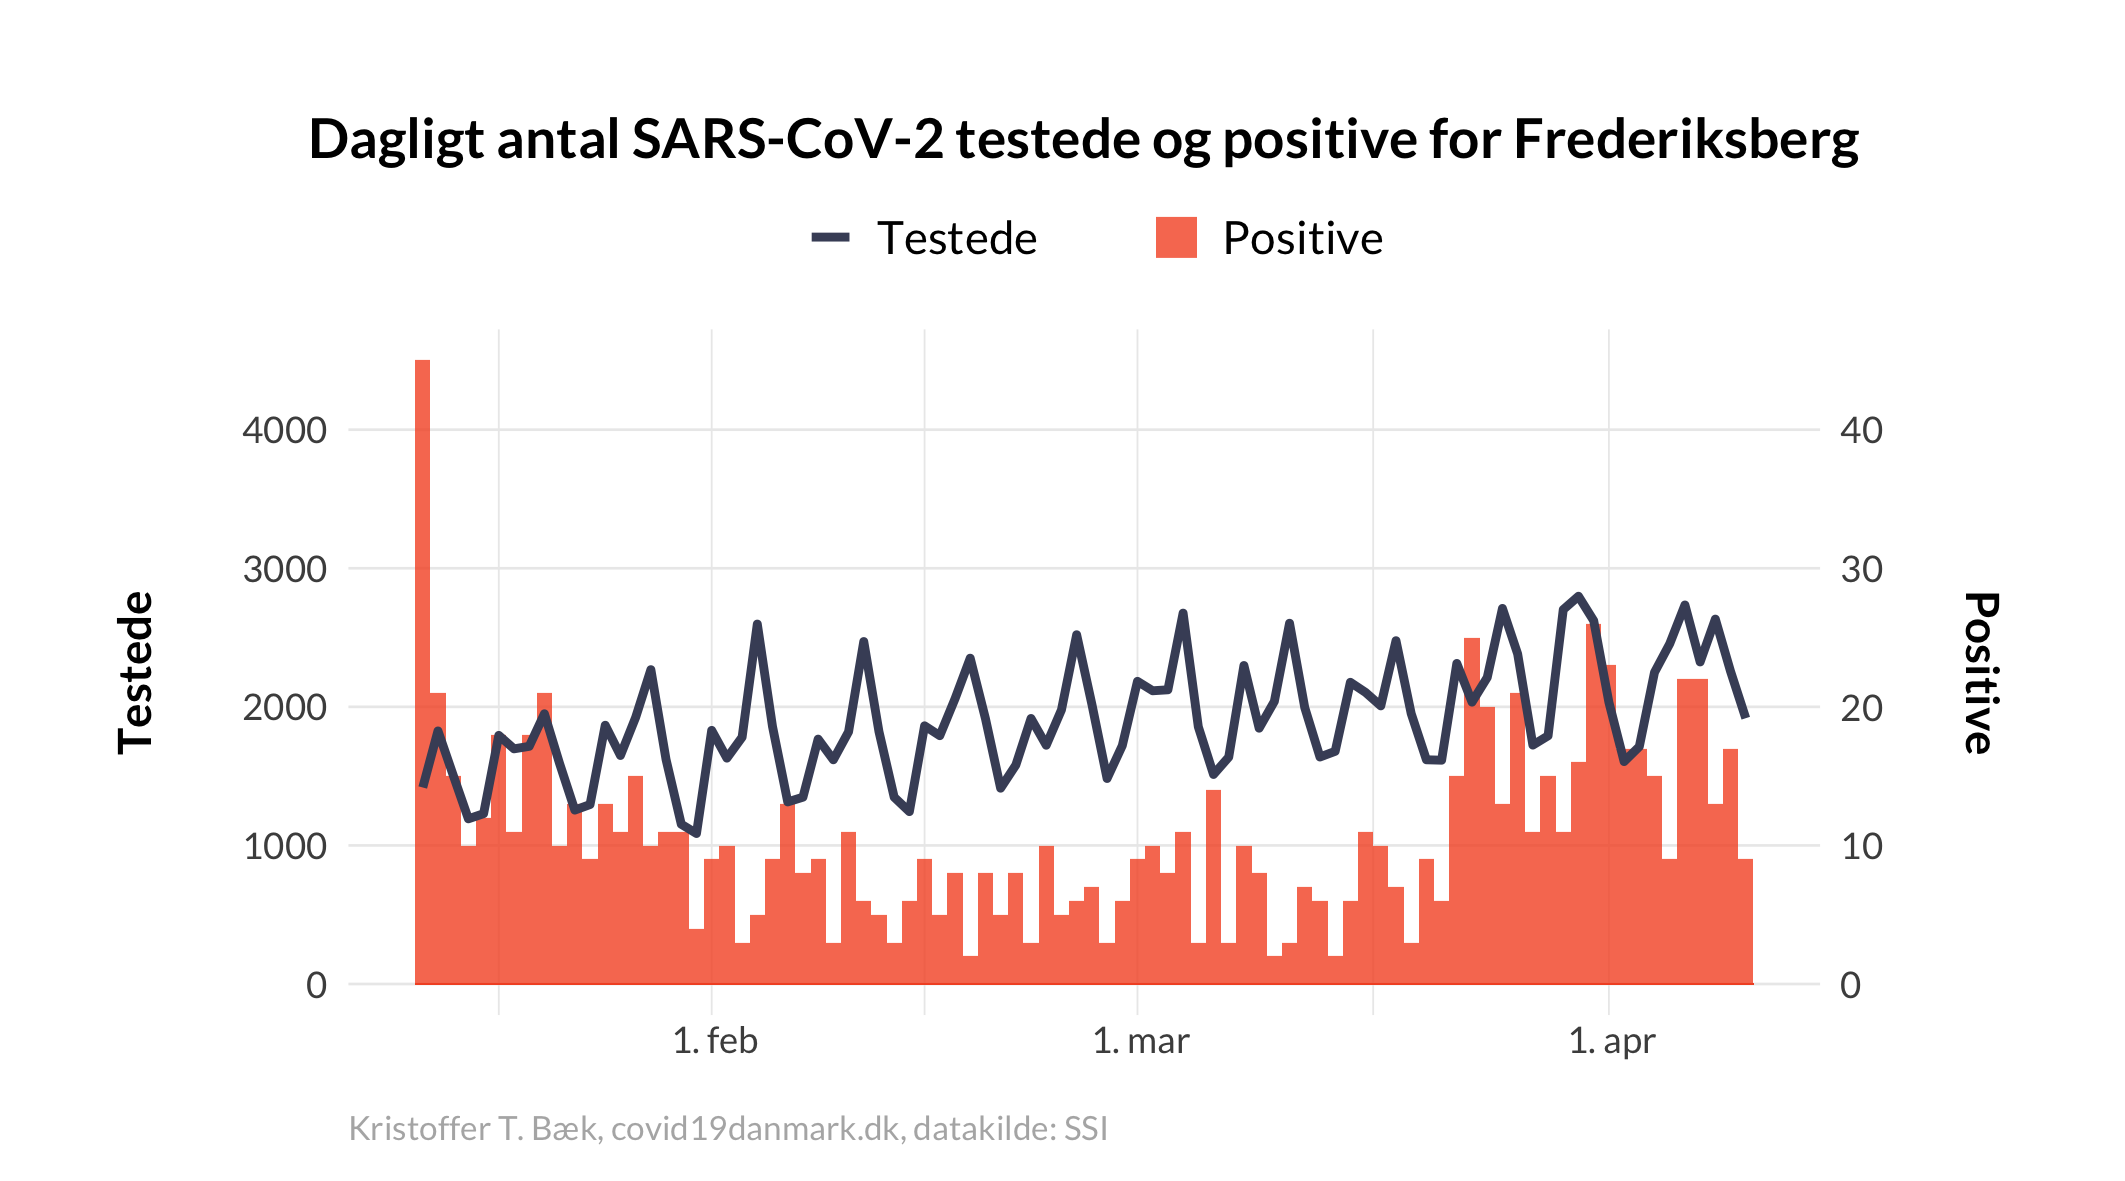 Dagligt antal SARS-CoV-2 testede og positive for Frederiksberg
Testede Positive
4000 40
3000 30
2000 20
1000 10
0 0
Testede
Positive
1. feb 1. mar 1. apr
Kristoffer T. Bæk, covid19danmark.dk, datakilde: SSI